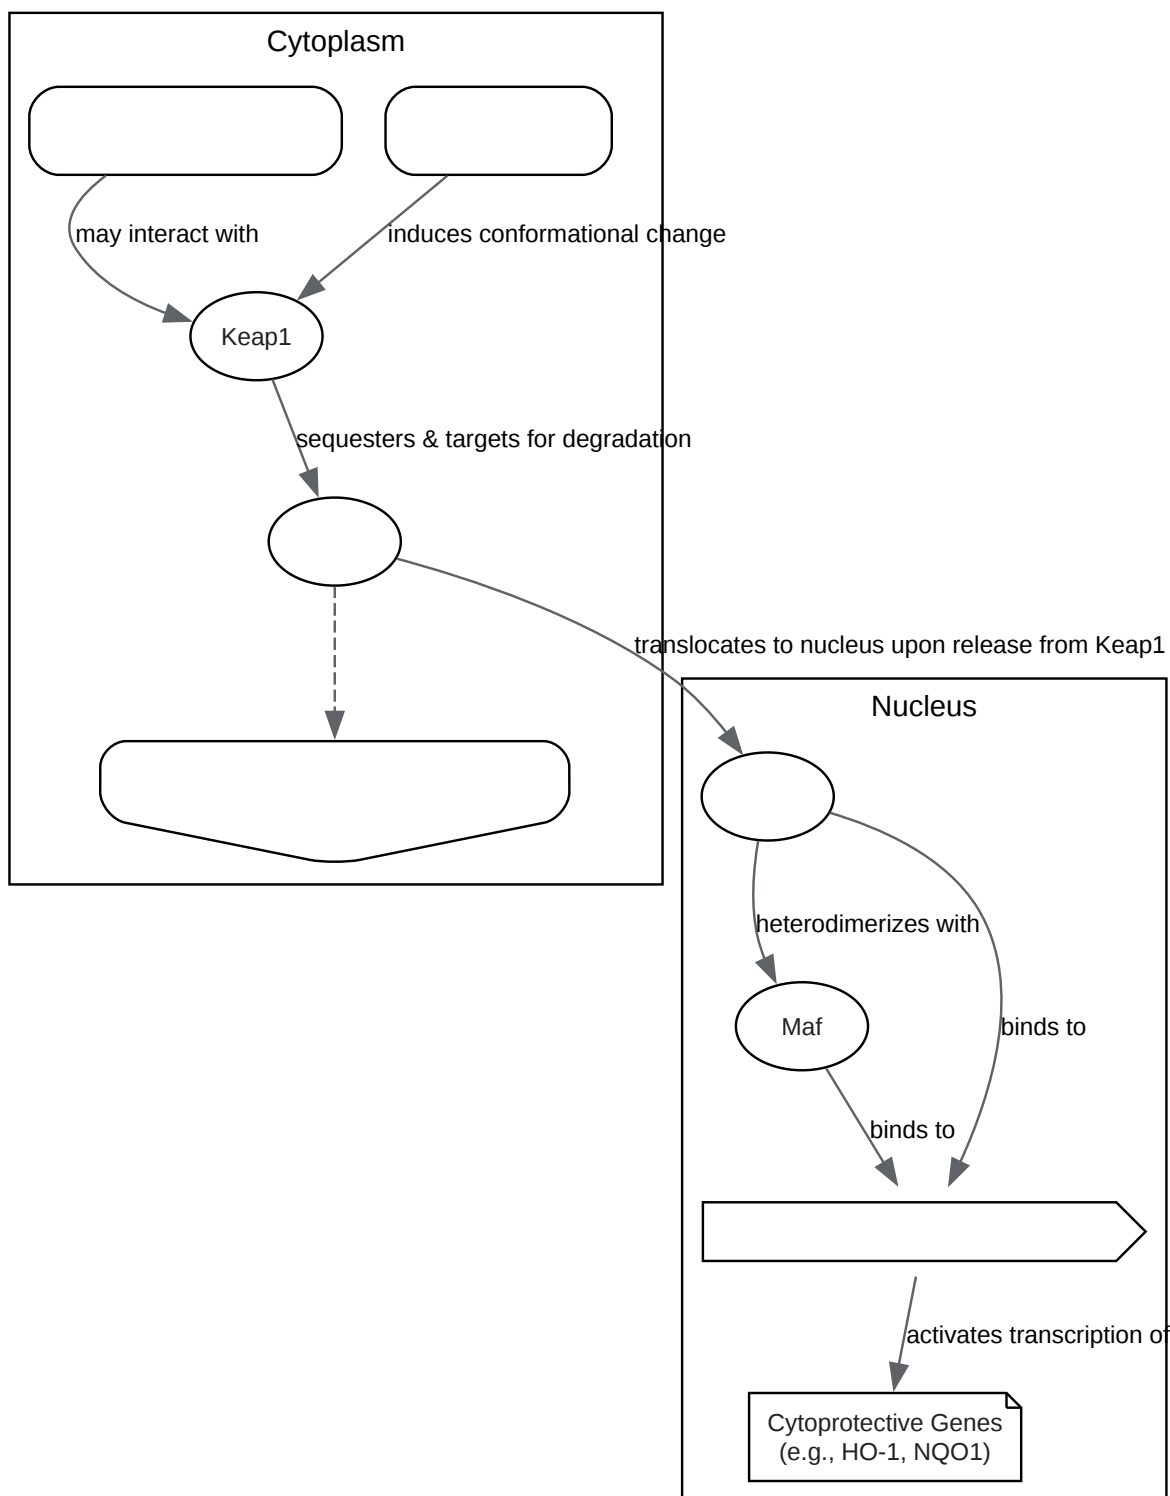 Cytoplasm
may interact with
induces conformational change
Keap1
sequesters & targets for degradation
translocates to nucleus upon release from Keap1
Nucleus
heterodimerizes with
Maf
binds to
binds to
activates transcription of
Cytoprotective Genes
(e.g., HO-1, NQO1)